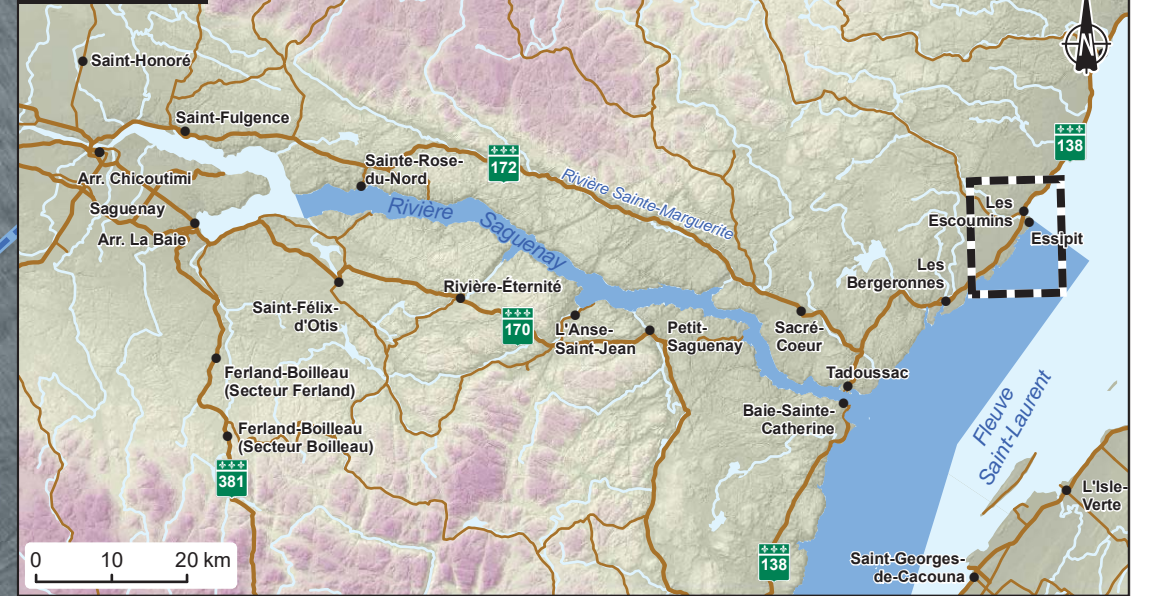 N
Saint-Honoré
Saint-Fulgence
138
172
Sainte-Rose-
du-Nord
Arr. Chicoutimi
Rivière Sainte-Marguerite
Saguenay
Rivière Saguenay
Les
Escoumins
Arr. La Baie
Essipit
Les
Bergeronnes
Rivière-Éternité
Saint-Félix-
d'Otis
170
L'Anse-
Saint-Jean
Petit-
Saguenay
Sacré-
Coeur
Ferland-Boilleau
(Secteur Ferland)
Tadoussac
Baie-Sainte-
Catherine
Fleuve
Saint-Laurent
Ferland-Boilleau
(Secteur Boilleau)
381
L'Isle-
Verte
138
Saint-Georges-
de-Cacouna
0 10 20 km